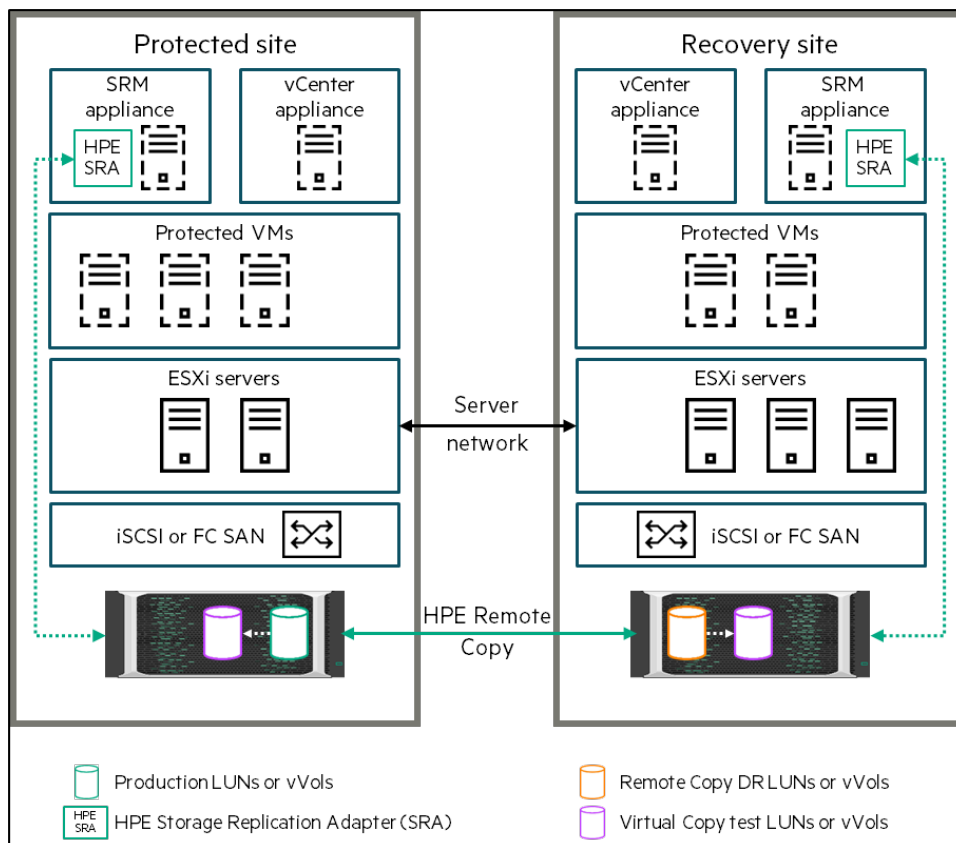 Protected site
SRM
appliance
HPE
SRA
vCenter
appliance
Protected VMs
ESXi servers
iSCSI or FC SAN
Server
network
HPE Remote
Copy
Recovery site
vCenter
appliance
SRM
appliance
HPE
SRA
Protected VMs
ESXi servers
iSCSI or FC SAN
Production LUNs or vVols
HPE
SRA
HPE Storage Replication Adapter (SRA)
Remote Copy DR LUNs or vVols
Virtual Copy test LUNs or vVols